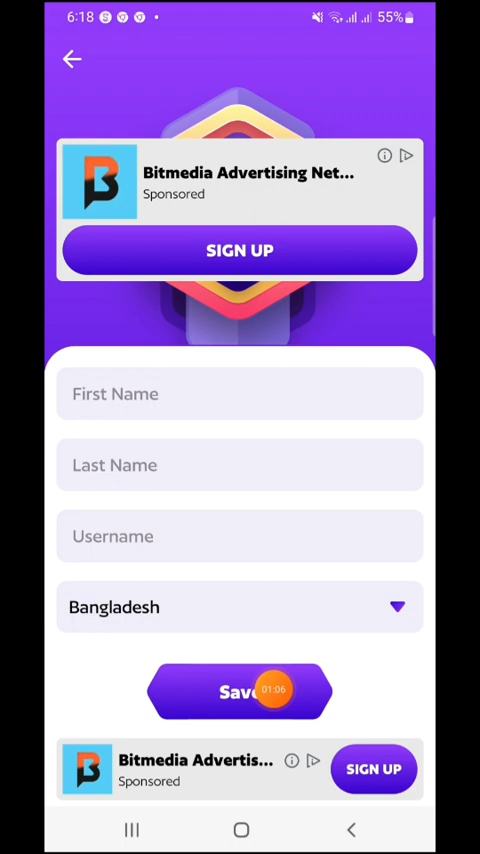 6:18
55%
Bitmedia Advertising Net...
Sponsored
SIGN UP
First Name
Last Name
Username
Bangladesh
Save
01:06
Bitmedia Advertis...
Sponsored
SIGN UP